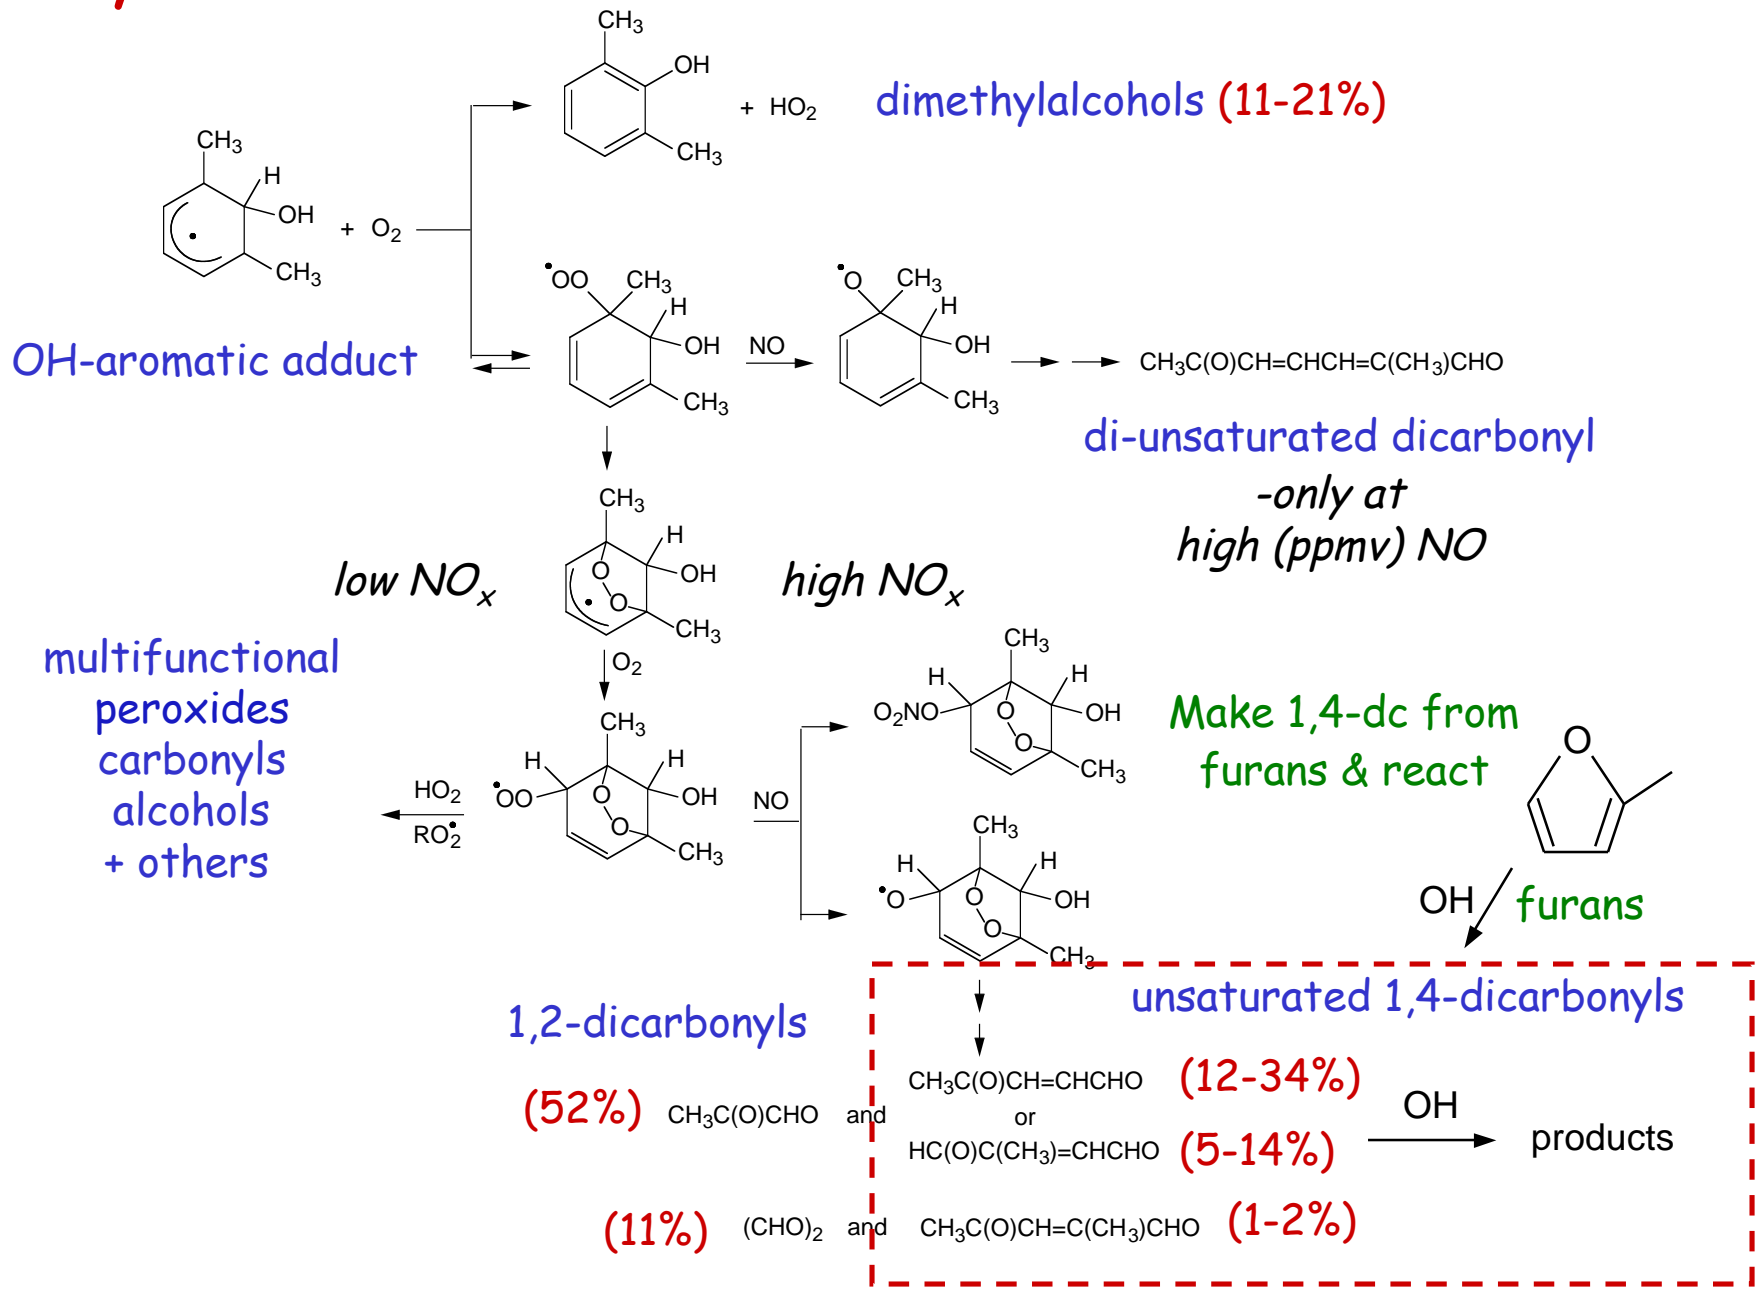 CH₃
OH
CH₃
+ HO₂
dimethylalcohols (11-21%)
CH₃
H
OH
CH₃
+ O₂
OH-aromatic adduct
•OO
CH₃
H
OH
CH₃
NO
•O
CH₃
H
OH
CH₃
CH₃C(O)CH=CHCH=C(CH₃)CHO
di-unsaturated dicarbonyl
-only at
high (ppmv) NO
CH₃
H
O
OH
O
CH₃
low NOₓ
high NOₓ
O₂
multifunctional
peroxides
carbonyls
alcohols
+ others
HO₂
RO₂•
CH₃
H
H
•OO
O
OH
O
CH₃
NO
CH₃
H
H
O₂NO
O
OH
O
CH₃
Make 1,4-dc from
furans & react
O
CH₃
H
H
•O
O
OH
O
CH₃
OH
furans
unsaturated 1,4-dicarbonyls
1,2-dicarbonyls
(52%) CH₃C(O)CHO and
CH₃C(O)CH=CHCHO (12-34%)
or
HC(O)C(CH₃)=CHCHO (5-14%)
OH
products
(11%) (CHO)₂ and CH₃C(O)CH=C(CH₃)CHO (1-2%)